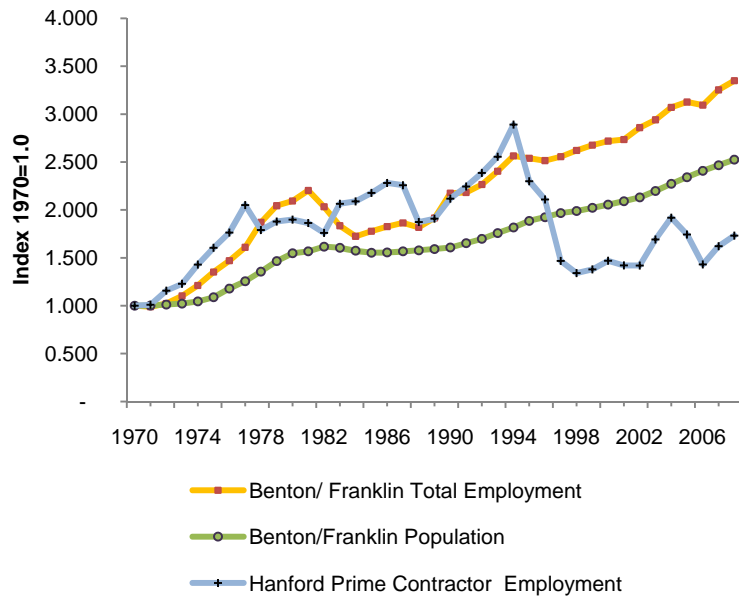 4.000
3.500
3.000
2.500
2.000
1.500
1.000
0.500
-
Index 1970=1.0
1970 1974 1978 1982 1986 1990 1994 1998 2002 2006
Benton/ Franklin Total Employment
Benton/Franklin Population
Hanford Prime Contractor Employment